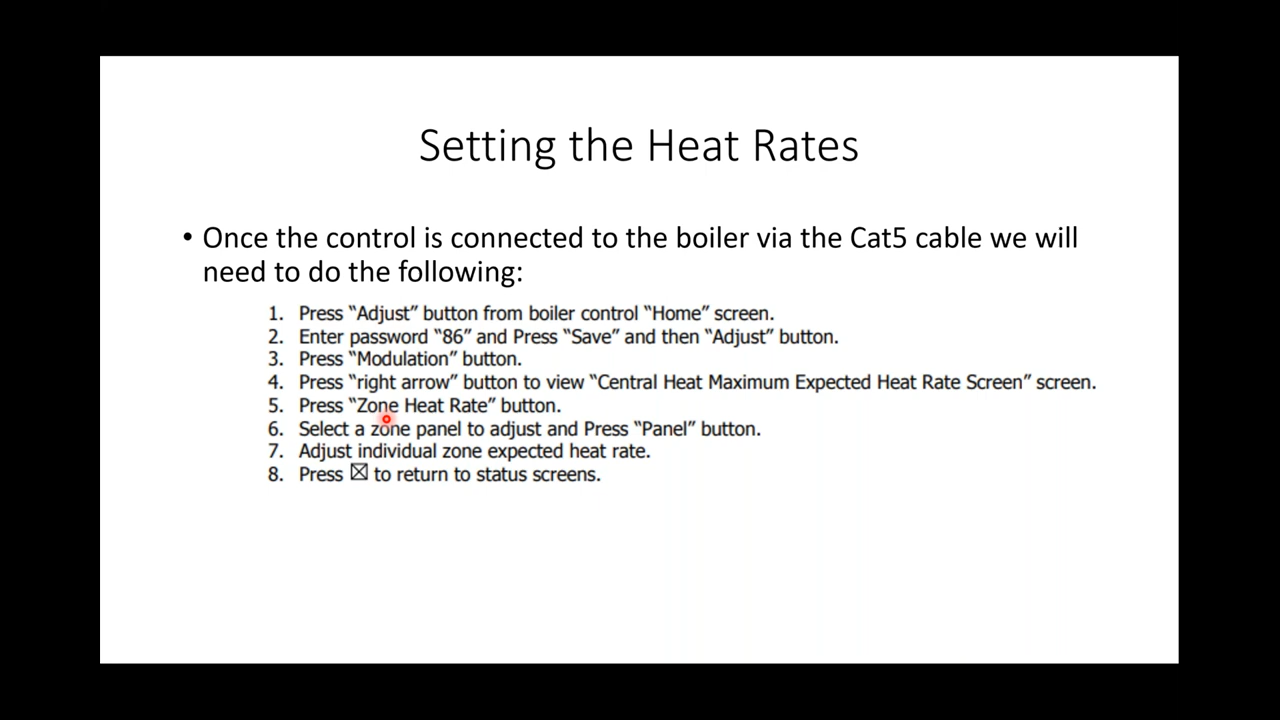 Setting the Heat Rates
• Once the control is connected to the boiler via the Cat5 cable we will
need to do the following:
1. Press “Adjust” button from boiler control “Home” screen.
2. Enter password “86” and Press “Save” and then “Adjust” button.
3. Press “Modulation” button.
4. Press “right arrow” button to view “Central Heat Maximum Expected Heat Rate Screen” screen.
5. Press “Zone Heat Rate” button.
6. Select a zone panel to adjust and Press “Panel” button.
7. Adjust individual zone expected heat rate.
8. Press ☒ to return to status screens.